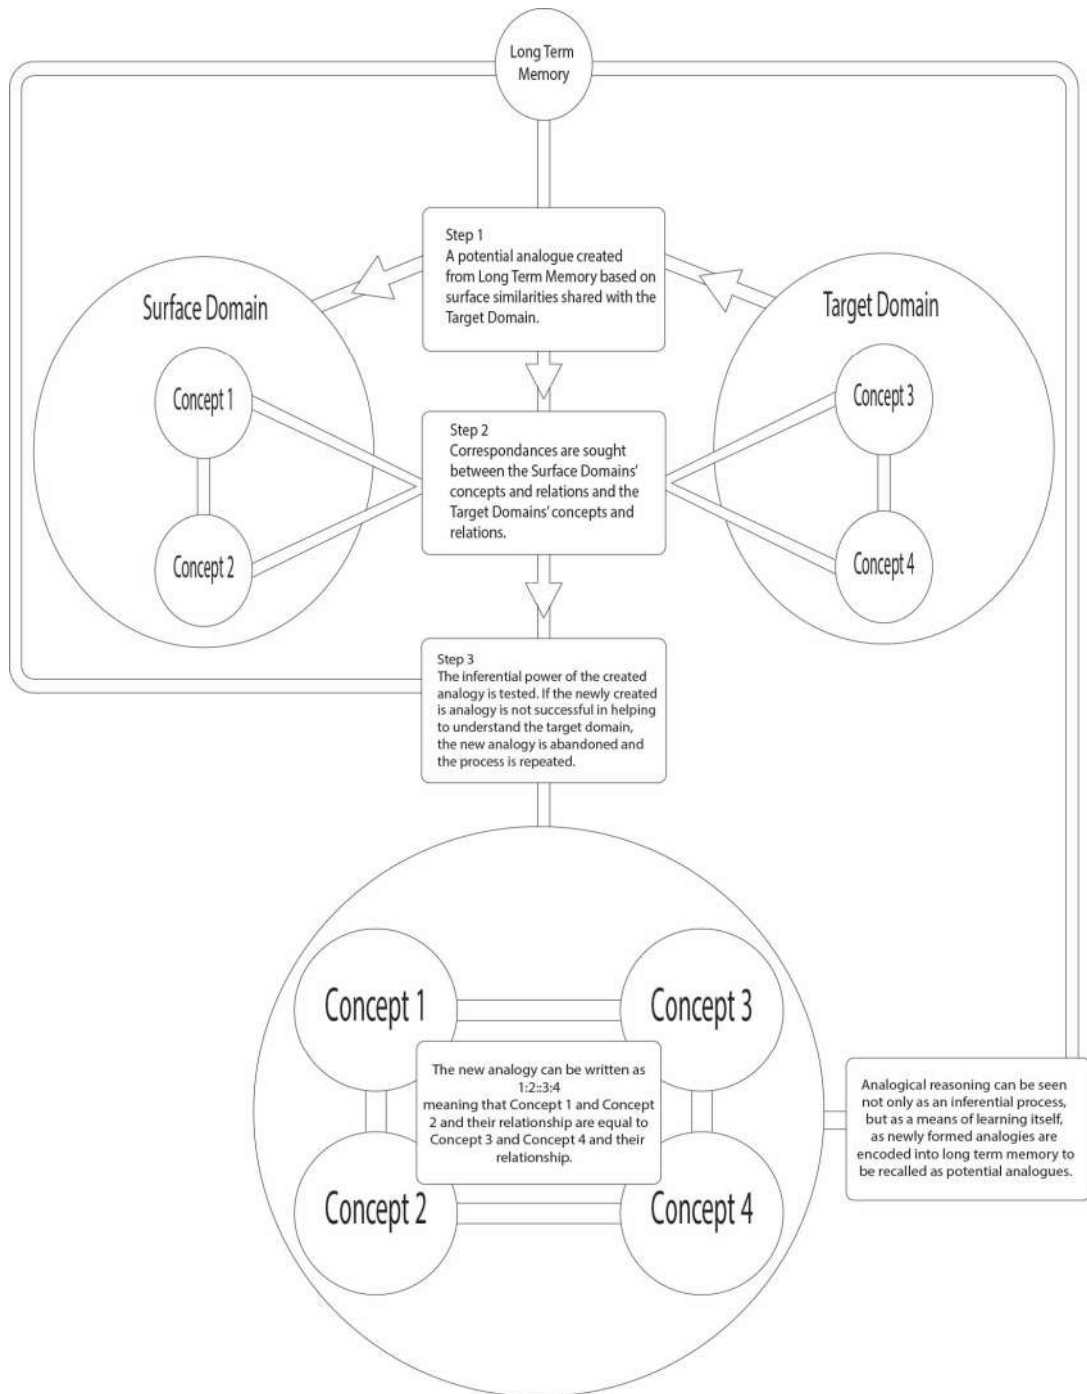 Long Term
Memory
Step 1
A potential analogue created
from Long Term Memory based on
surface similarities shared with the
Target Domain.
Surface Domain
Target Domain
Concept 1
Concept 3
Step 2
Correspondances are sought
between the Surface Domains'
concepts and relations and the
Target Domains' concepts and
relations.
Concept 2
Concept 4
Step 3
The inferential power of the created
analogy is tested. If the newly created
is analogy is not successful in helping
to understand the target domain,
the new analogy is abandoned and
the process is repeated.
Concept 1
Concept 3
The new analogy can be written as
1:2::3:4
meaning that Concept 1 and Concept
2 and their relationship are equal to
Concept 3 and Concept 4 and their
relationship.
Analogical reasoning can be seen
not only as an inferential process,
but as a means of learning itself,
as newly formed analogies are
encoded into long term memory to
be recalled as potential analogues.
Concept 2
Concept 4